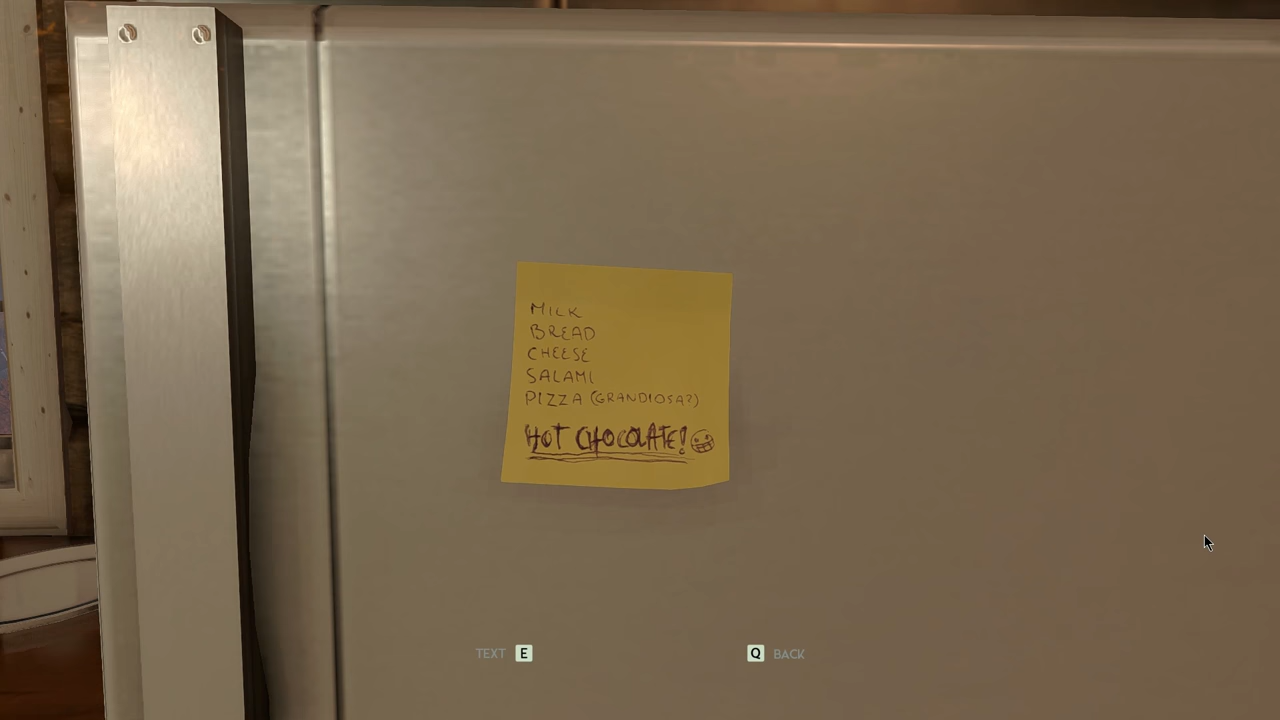 MILK
BREAD
CHEESE
SALAMI
PIZZA (GRANDIOSA?)
HOT CHOCOLATE!
TEXT E
Q BACK